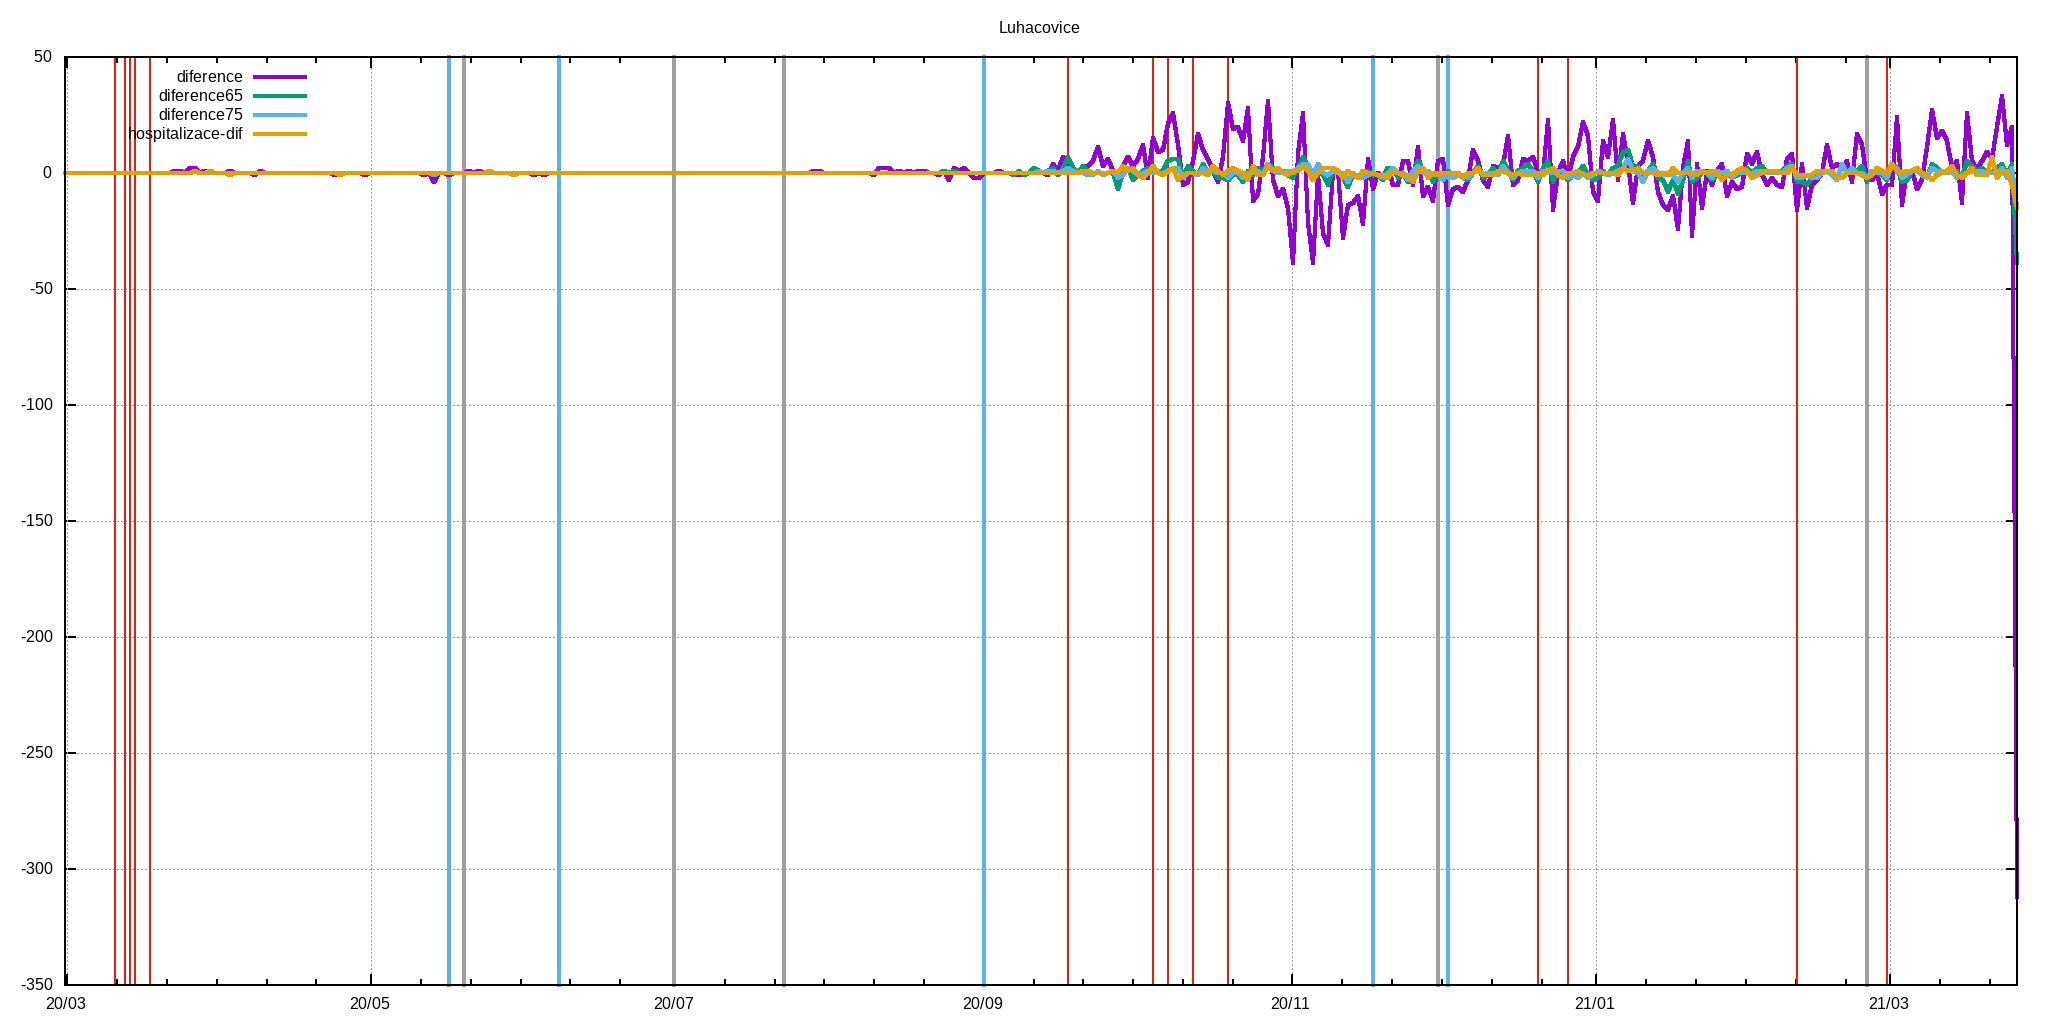 Luhacovice
50
0
-50
-100
-150
-200
-250
-300
-350
diference
diference65
diference75
hospitalizace-dif
20/03 20/05 20/07 20/09 20/11 21/01 21/03